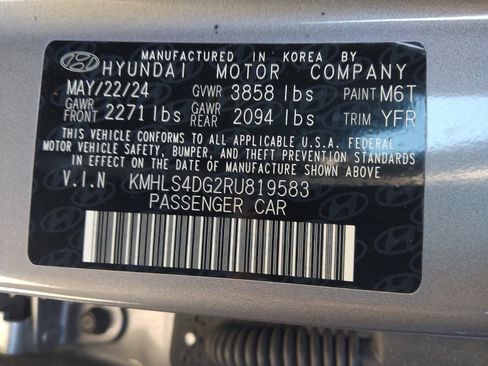 MANUFACTURED IN KOREA BY
HYUNDAI MOTOR COMPANY
MAY/22/24 GVWR 3858 lbs PAINT M6T
GAWR FRONT 2271 lbs GAWR REAR 2094 lbs TRIM YFR
THIS VEHICLE CONFORMS TO ALL APPLICABLE U.S.A. FEDERAL
MOTOR VEHICLE SAFETY, BUMPER, AND THEFT PREVENTION STANDARDS
IN EFFECT ON THE DATE OF MANUFACTURE SHOWN ABOVE.
V.I.N KMHLS4DG2RU819583
PASSENGER CAR